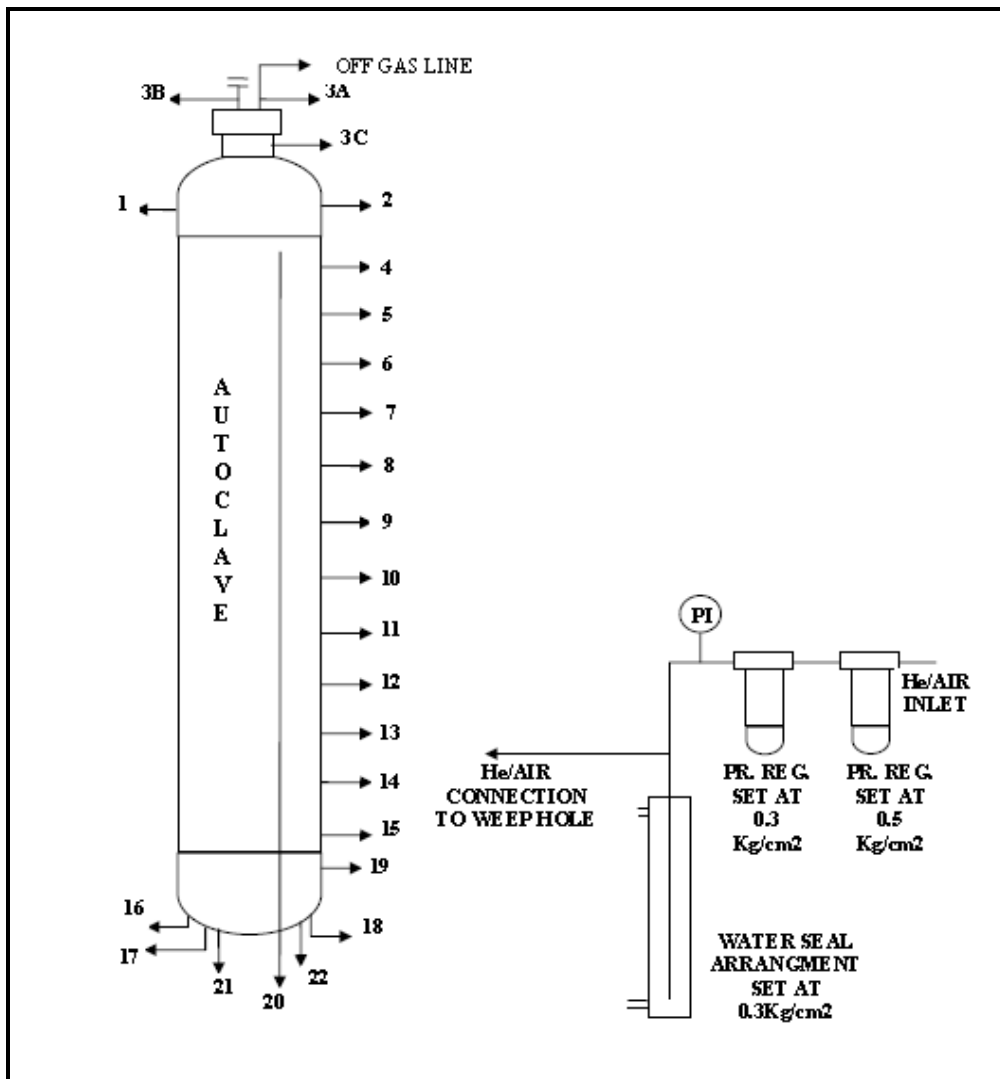 OFF GAS LINE
3B
3A
3C
1
2
4
5
6
7
8
9
10
11
12
13
14
15
19
16
17
18
21
22
20
A
U
T
O
C
L
A
V
E
PI
He/AIR
INLET
He/AIR
CONNECTION
TO WEEP HOLE
PR. REG.
SET AT
0.3
Kg/cm2
PR. REG.
SET AT
0.5
Kg/cm2
WATER SEAL
ARRANGMENT
SET AT
0.3Kg/cm2